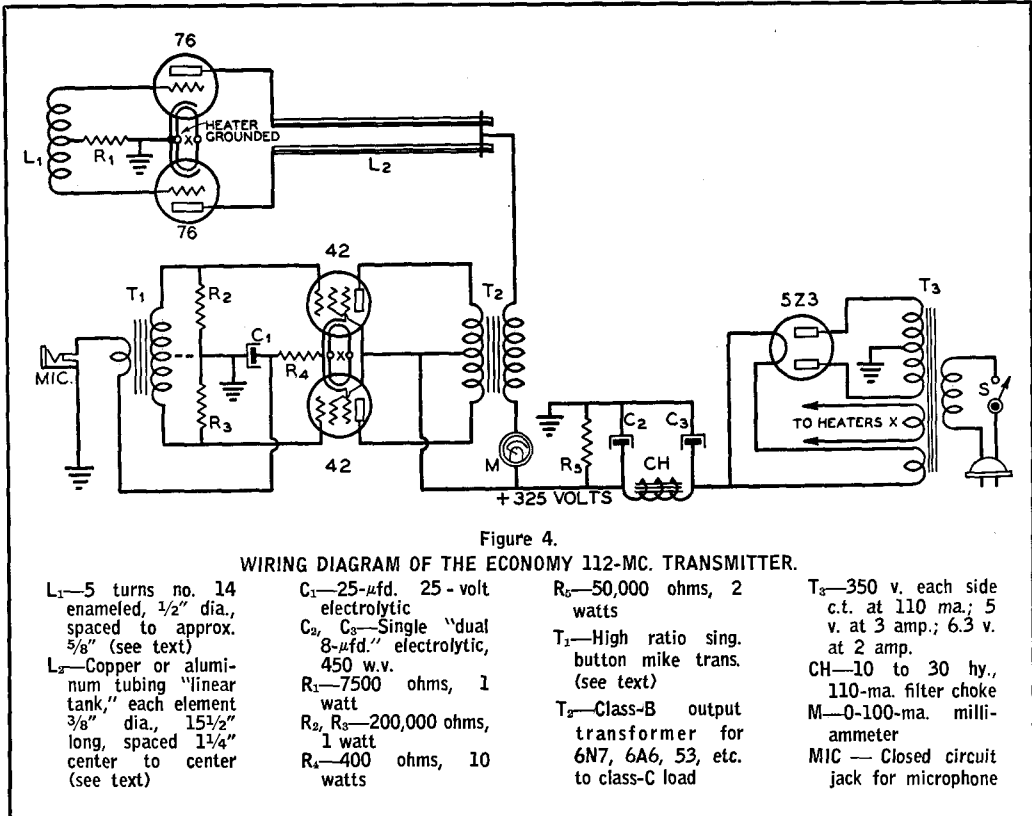 76
HEATER
GROUNDED
X
L1
R1
L2
76
42
T1
R2
T2
5Z3
T3
C1
R4
X
MIC.
R3
S
TO HEATERS X
C2 C3
M
R5
CH
42
+325 VOLTS
Figure 4.
WIRING DIAGRAM OF THE ECONOMY 112-MC. TRANSMITTER.
L₁—5 turns no. 14
enameled, 1/2" dia.,
spaced to approx.
5/8" (see text)
L₂—Copper or alumi-
num tubing "linear
tank," each element
3/8" dia., 15 1/2"
long, spaced 1 1/4"
center to center
(see text)
C₁—25-μfd. 25-volt
electrolytic
C₂, C₃—Single "dual
8-μfd." electrolytic,
450 w.v.
R₁—7500 ohms, 1
watt
R₂, R₃—200,000 ohms,
1 watt
R₄—400 ohms, 10
watts
R₅—50,000 ohms, 2
watts
T₁—High ratio sing.
button mike trans.
(see text)
T₂—Class-B output
transformer for
6N7, 6A6, 53, etc.
to class-C load
T₃—350 v. each side
c.t. at 110 ma.; 5
v. at 3 amp.; 6.3 v.
at 2 amp.
CH—10 to 30 hy.,
110-ma. filter choke
M—0-100-ma. milli-
ammeter
MIC — Closed circuit
jack for microphone